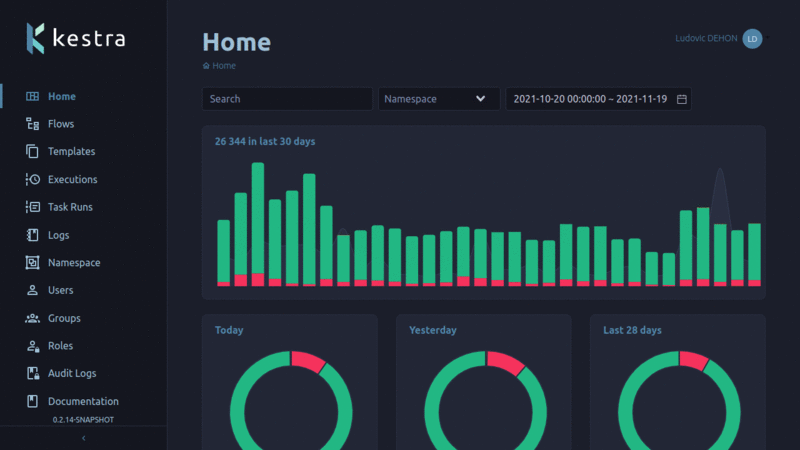 kestra
Home
Flows
Templates
Executions
Task Runs
Logs
Namespace
Users
Groups
Roles
Audit Logs
Documentation
0.2.14-SNAPSHOT
Home
Home
Ludovic DEHON
LD
Search
Namespace
2021-10-20 00:00:00 ~ 2021-11-19
26 344 in last 30 days
Today
Yesterday
Last 28 days